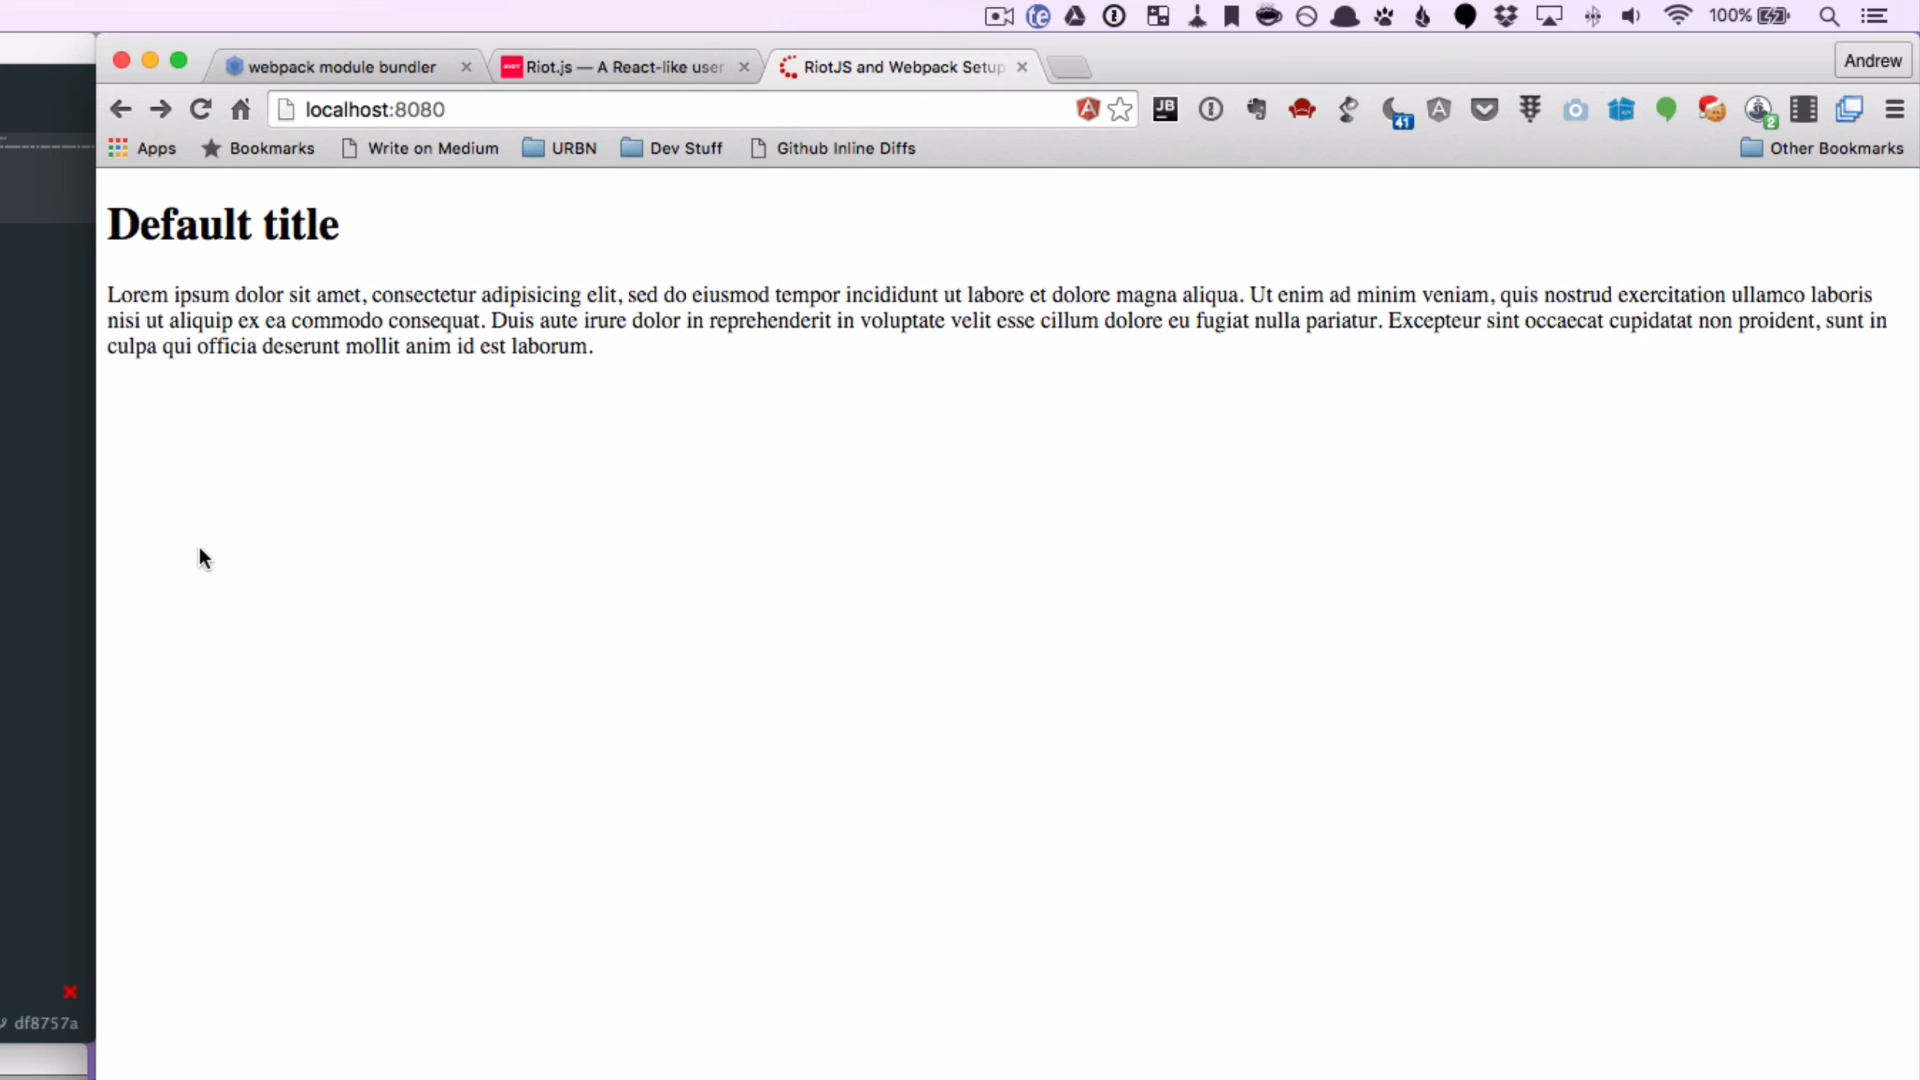 100%
webpack module bundler
Riot.js — A React-like user
RiotJS and Webpack Setup
Andrew
localhost:8080
JB
41
2
Apps
Bookmarks
Write on Medium
URBN
Dev Stuff
Github Inline Diffs
Other Bookmarks
Default title
Lorem ipsum dolor sit amet, consectetur adipisicing elit, sed do eiusmod tempor incididunt ut labore et dolore magna aliqua. Ut enim ad minim veniam, quis nostrud exercitation ullamco laboris
nisi ut aliquip ex ea commodo consequat. Duis aute irure dolor in reprehenderit in voluptate velit esse cillum dolore eu fugiat nulla pariatur. Excepteur sint occaecat cupidatat non proident, sunt in
culpa qui officia deserunt mollit anim id est laborum.
df8757a